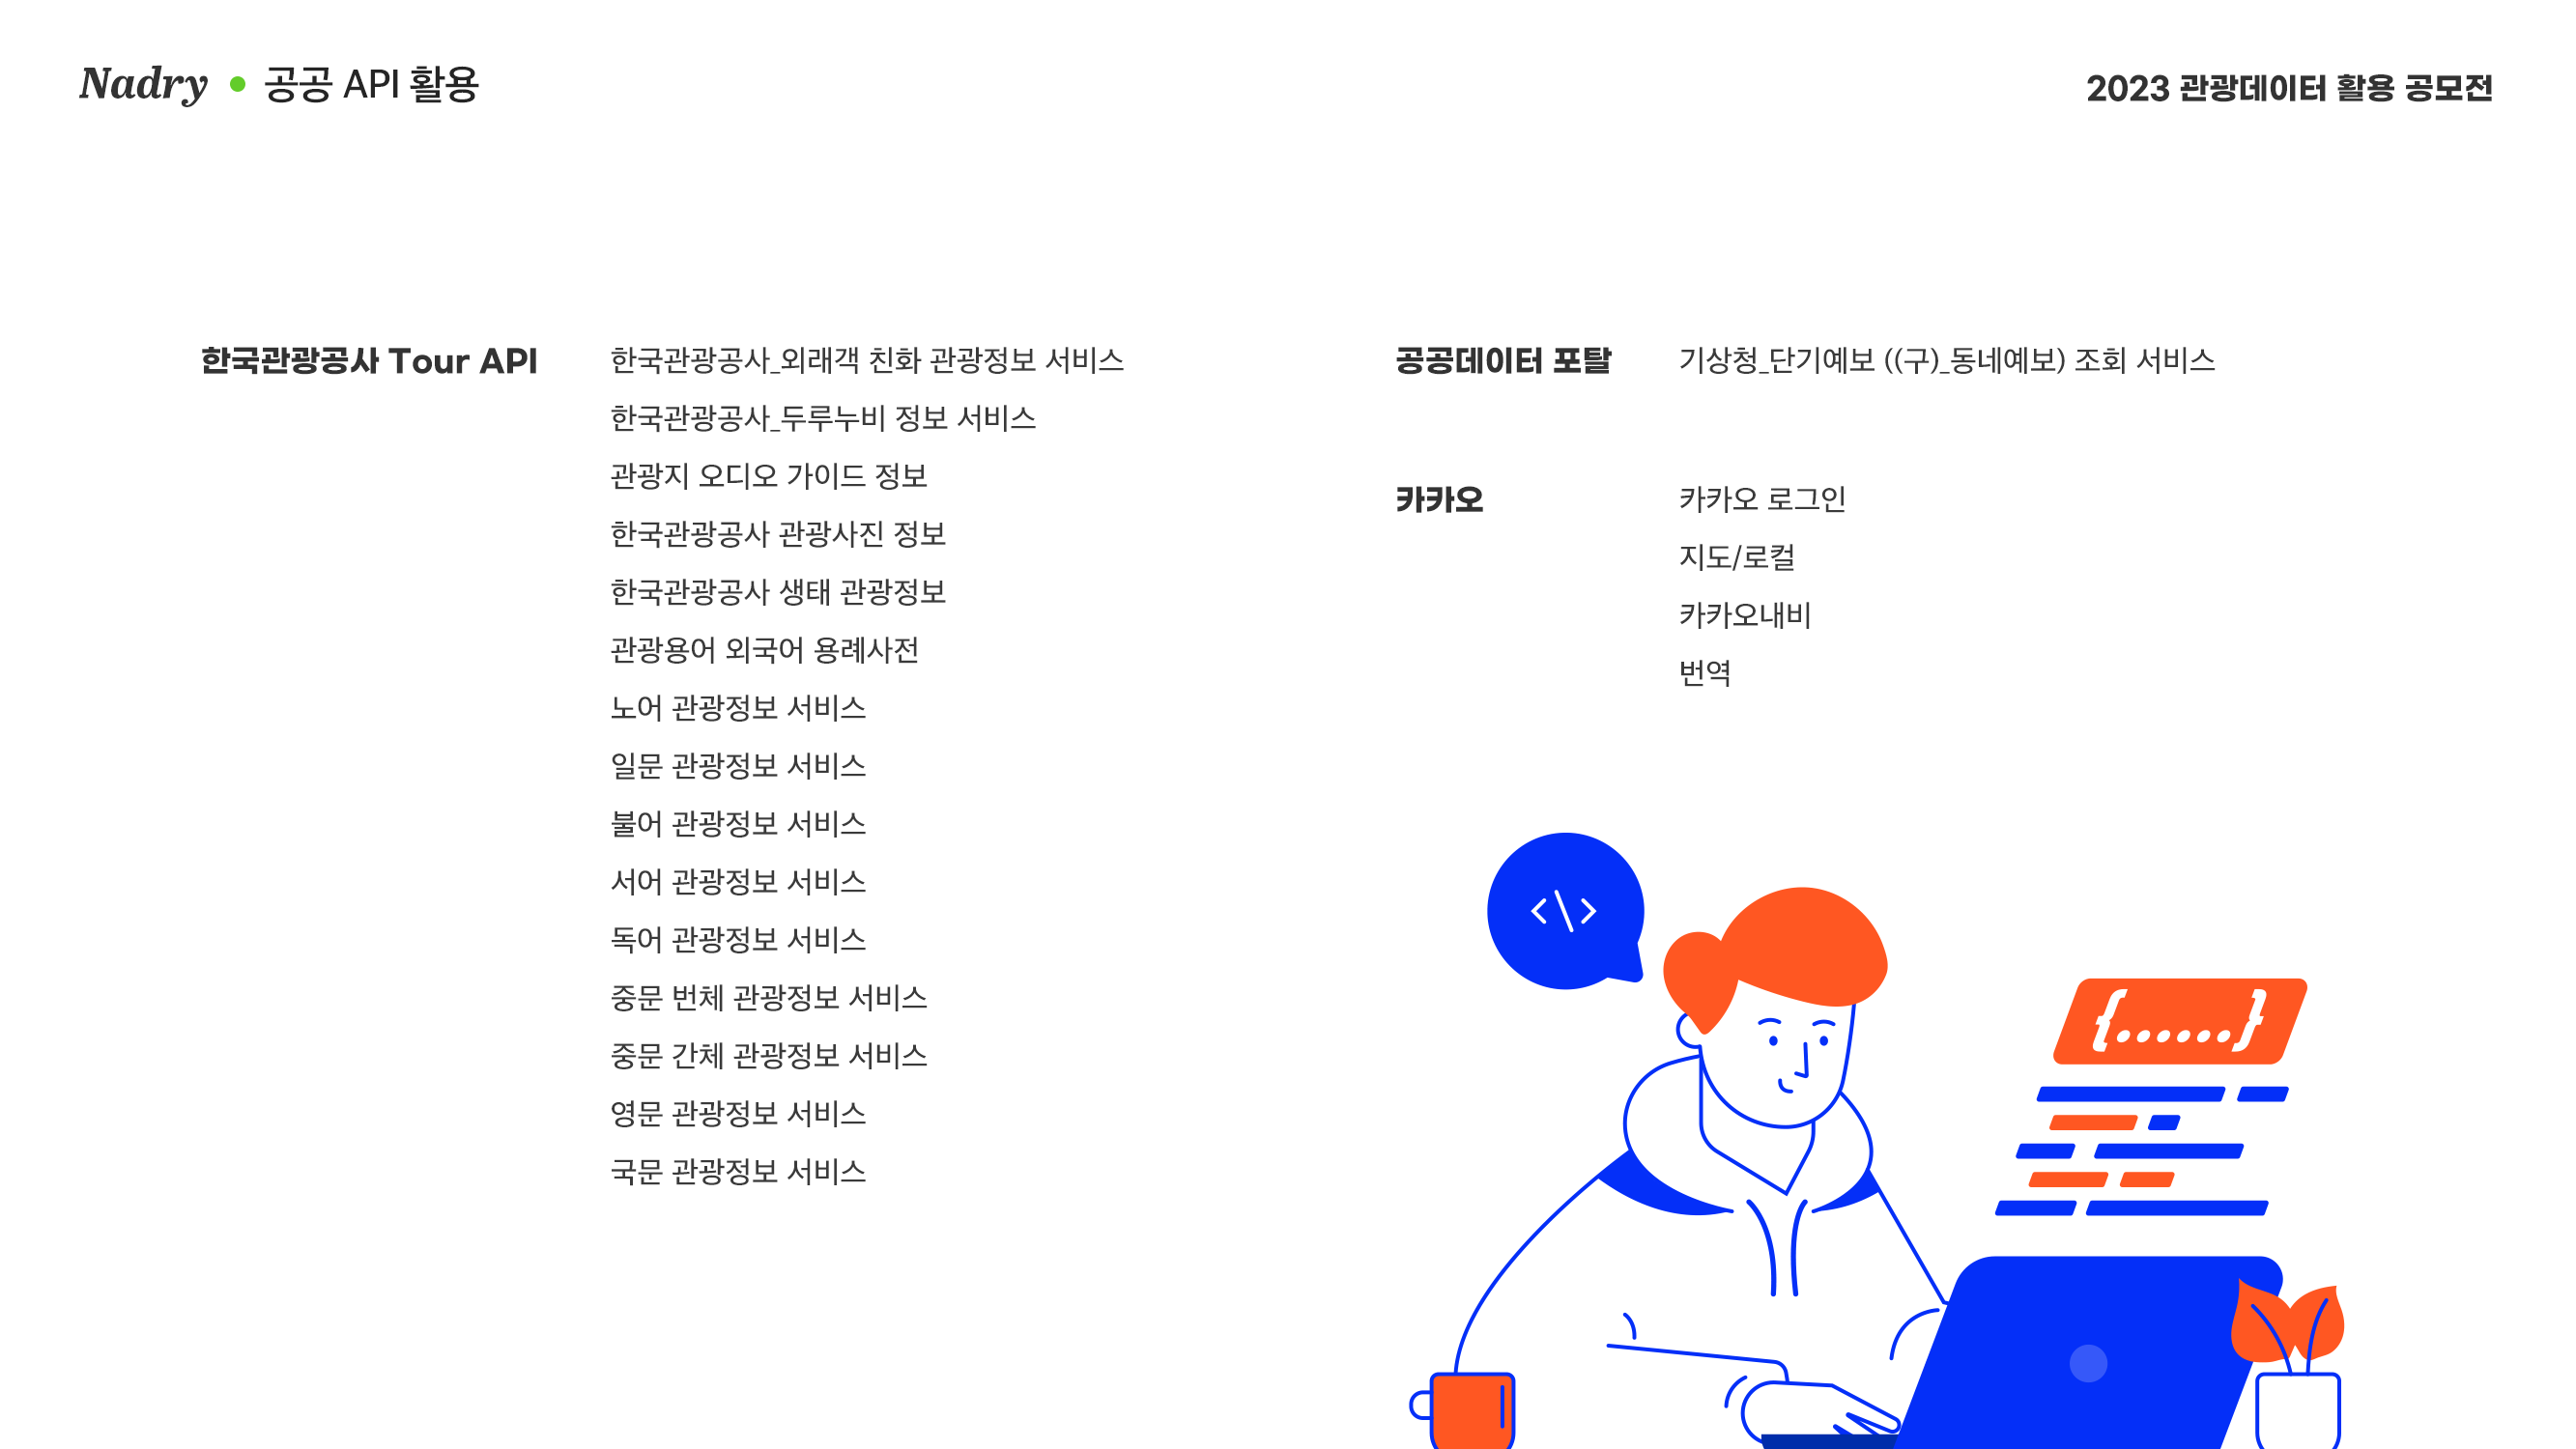 Nadry • 공공 API 활용
2023 관광데이터 활용 공모전
한국관광공사 Tour API
한국관광공사_외래객 친화 관광정보 서비스
한국관광공사_두루누비 정보 서비스
관광지 오디오 가이드 정보
한국관광공사 관광사진 정보
한국관광공사 생태 관광정보
관광용어 외국어 용례사전
노어 관광정보 서비스
일문 관광정보 서비스
불어 관광정보 서비스
서어 관광정보 서비스
독어 관광정보 서비스
중문 번체 관광정보 서비스
중문 간체 관광정보 서비스
영문 관광정보 서비스
국문 관광정보 서비스
공공데이터 포탈
기상청_단기예보 ((구)_동네예보) 조회 서비스
카카오
카카오 로그인
지도/로컬
카카오내비
번역
<\>
{......}